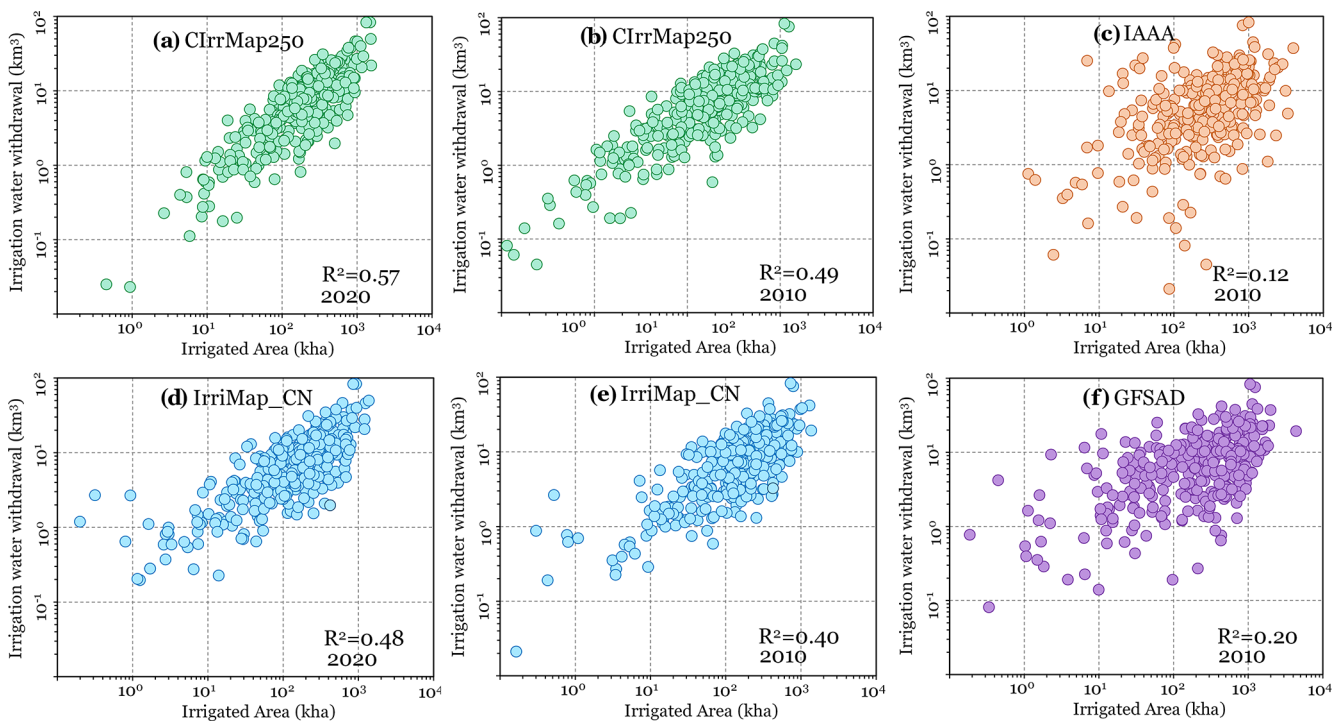 (a) CIrrMap250
Irrigation water withdrawal (km³)
10²
10¹
10⁰
10⁻¹
R²=0.57
2020
10⁰ 10¹ 10² 10³ 10⁴
Irrigated Area (kha)
(b) CIrrMap250
Irrigation water withdrawal (km³)
10²
10¹
10⁰
10⁻¹
R²=0.49
2010
10⁰ 10¹ 10² 10³
Irrigated Area (kha)
(c) IAAA
Irrigation water withdrawal (km³)
10²
10¹
10⁰
10⁻¹
R²=0.12
2010
10⁰ 10¹ 10² 10³ 10⁴
Irrigated Area (kha)
(d) IrriMap_CN
Irrigation water withdrawal (km³)
10²
10¹
10⁰
10⁻¹
R²=0.48
2020
10⁰ 10¹ 10² 10³ 10⁴
Irrigated Area (kha)
(e) IrriMap_CN
Irrigation water withdrawal (km³)
10²
10¹
10⁰
10⁻¹
R²=0.40
2010
10⁰ 10¹ 10² 10³ 10⁴
Irrigated Area (kha)
(f) GFSAD
Irrigation water withdrawal (km³)
10²
10¹
10⁰
10⁻¹
R²=0.20
2010
10⁰ 10¹ 10² 10³ 10⁴
Irrigated Area (kha)